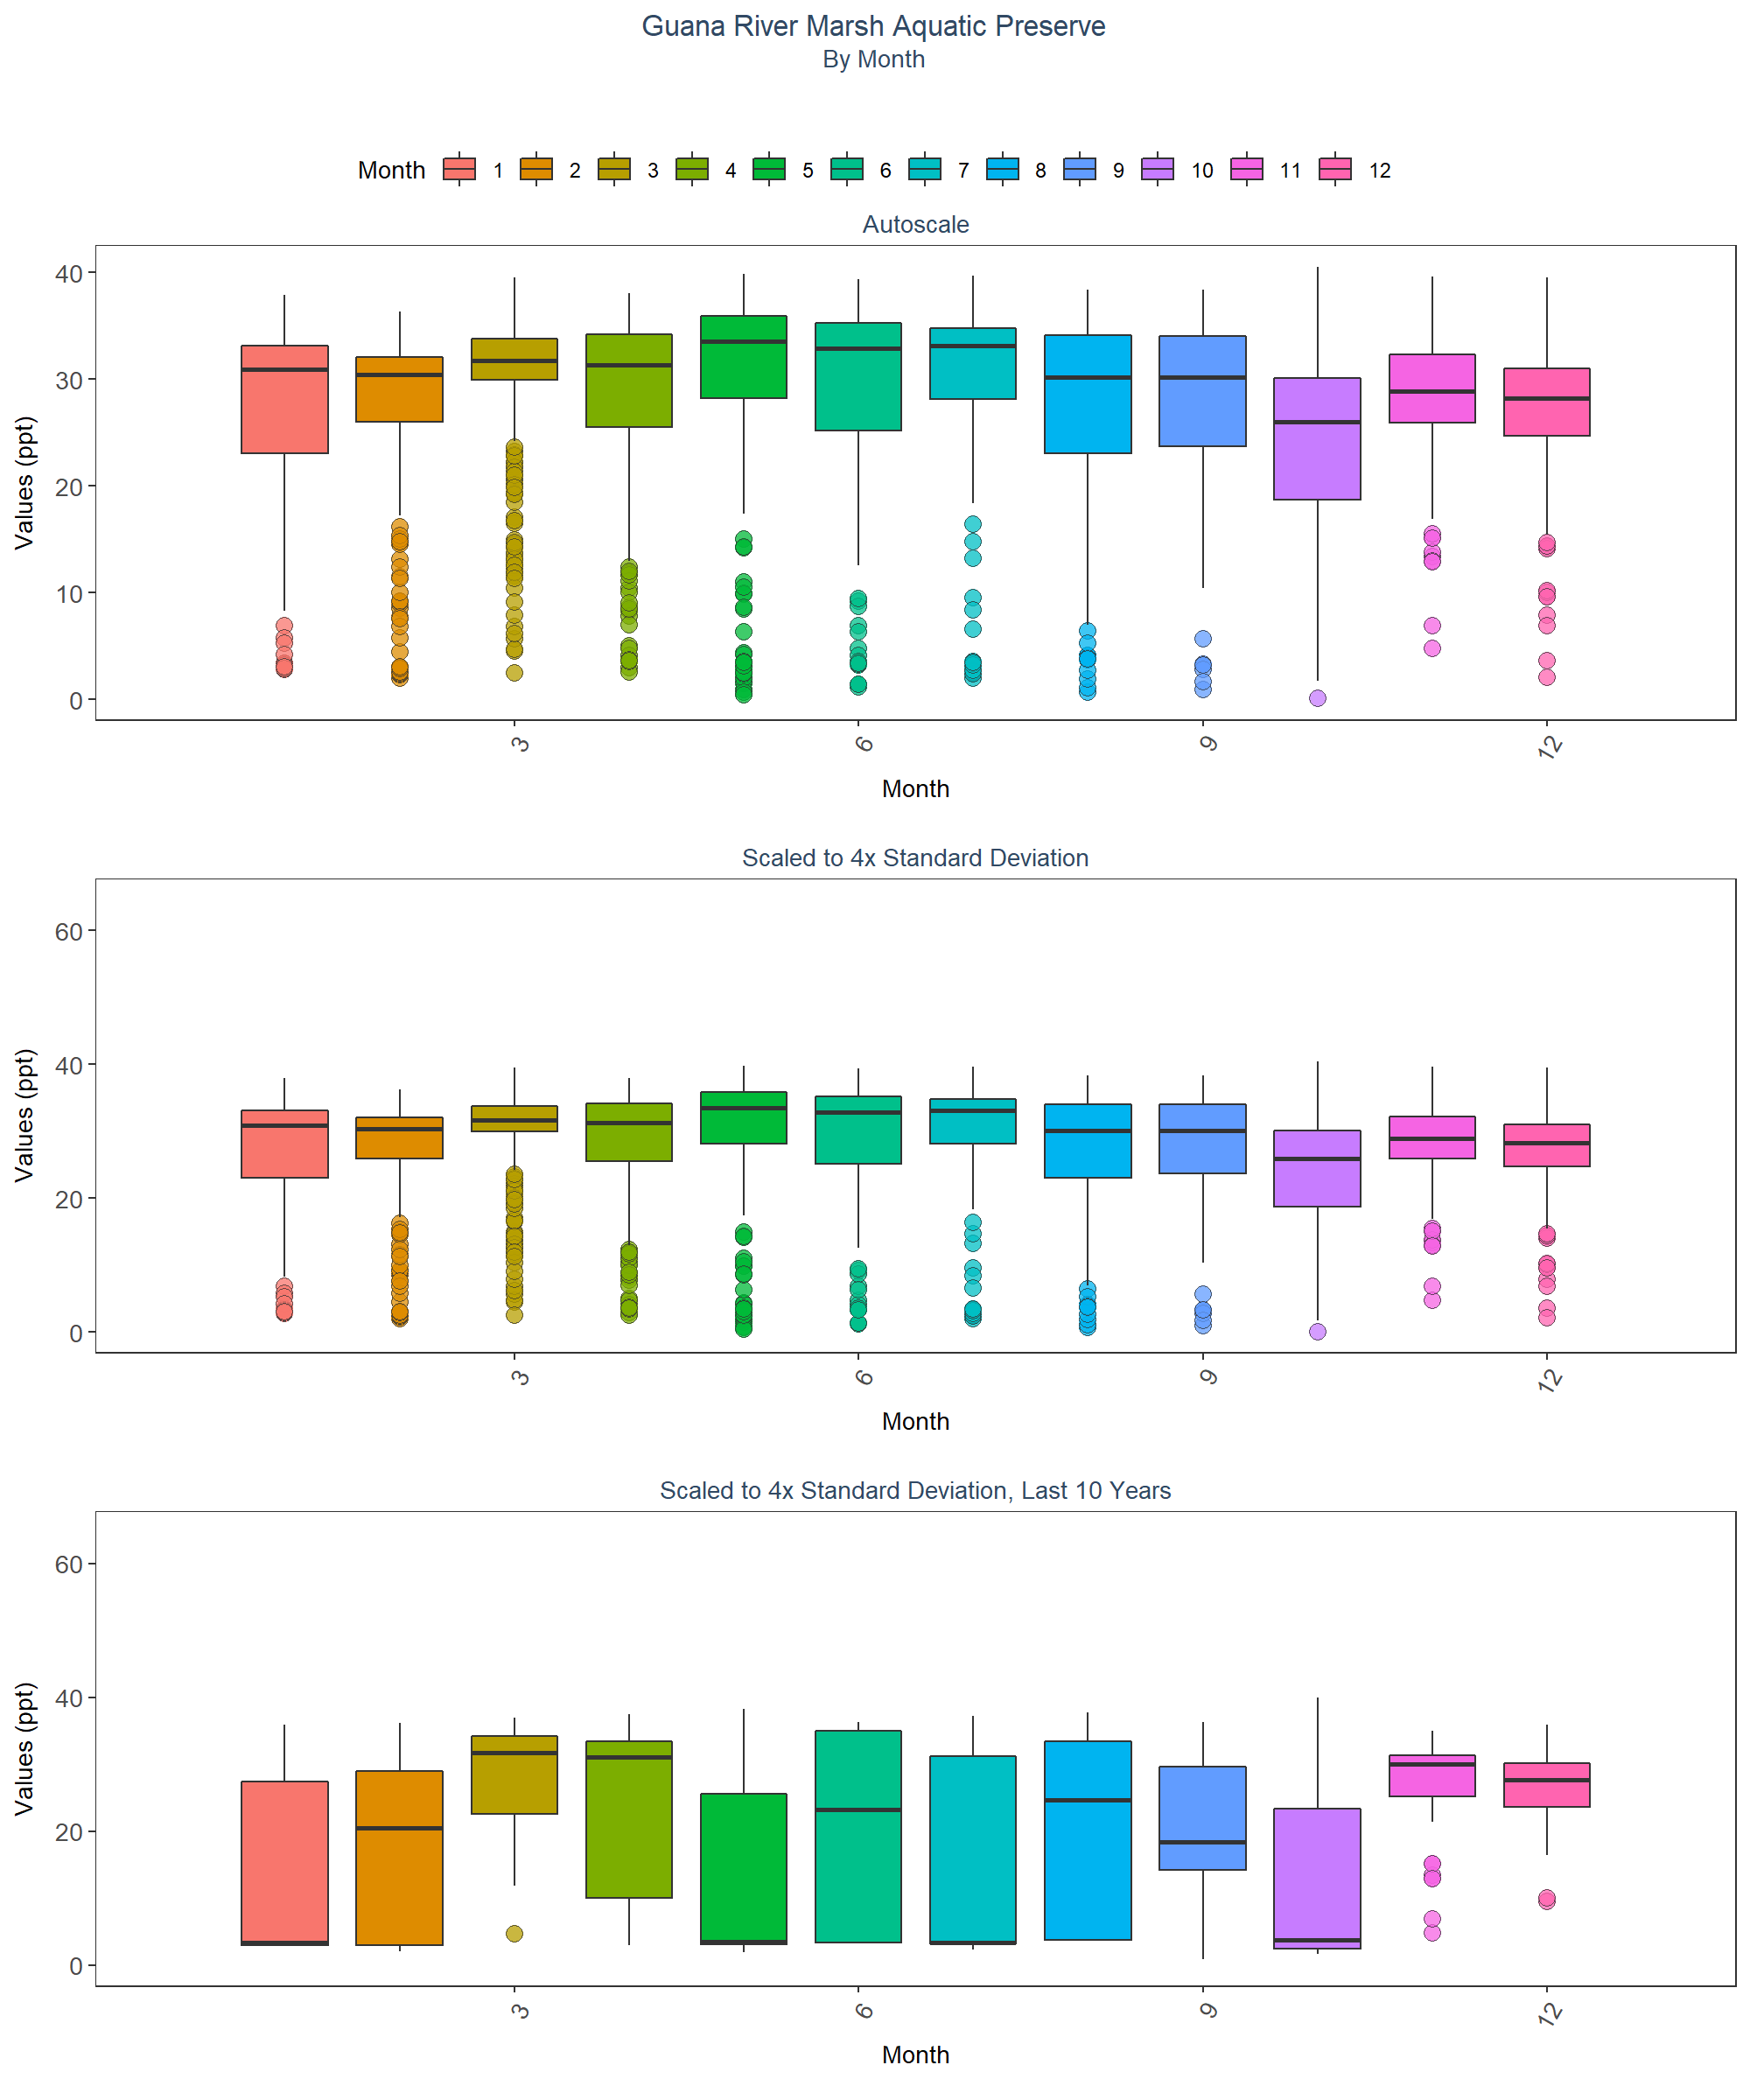 Guana River Marsh Aquatic Preserve
By Month
Month 1 2 3 4 5 6 7 8 9 10 11 12
Autoscale
Values (ppt)
40
30
20
10
0
3 6 9 12
Month
Scaled to 4x Standard Deviation
Values (ppt)
60
40
20
0
3 6 9 12
Month
Scaled to 4x Standard Deviation, Last 10 Years
Values (ppt)
60
40
20
0
3 6 9 12
Month